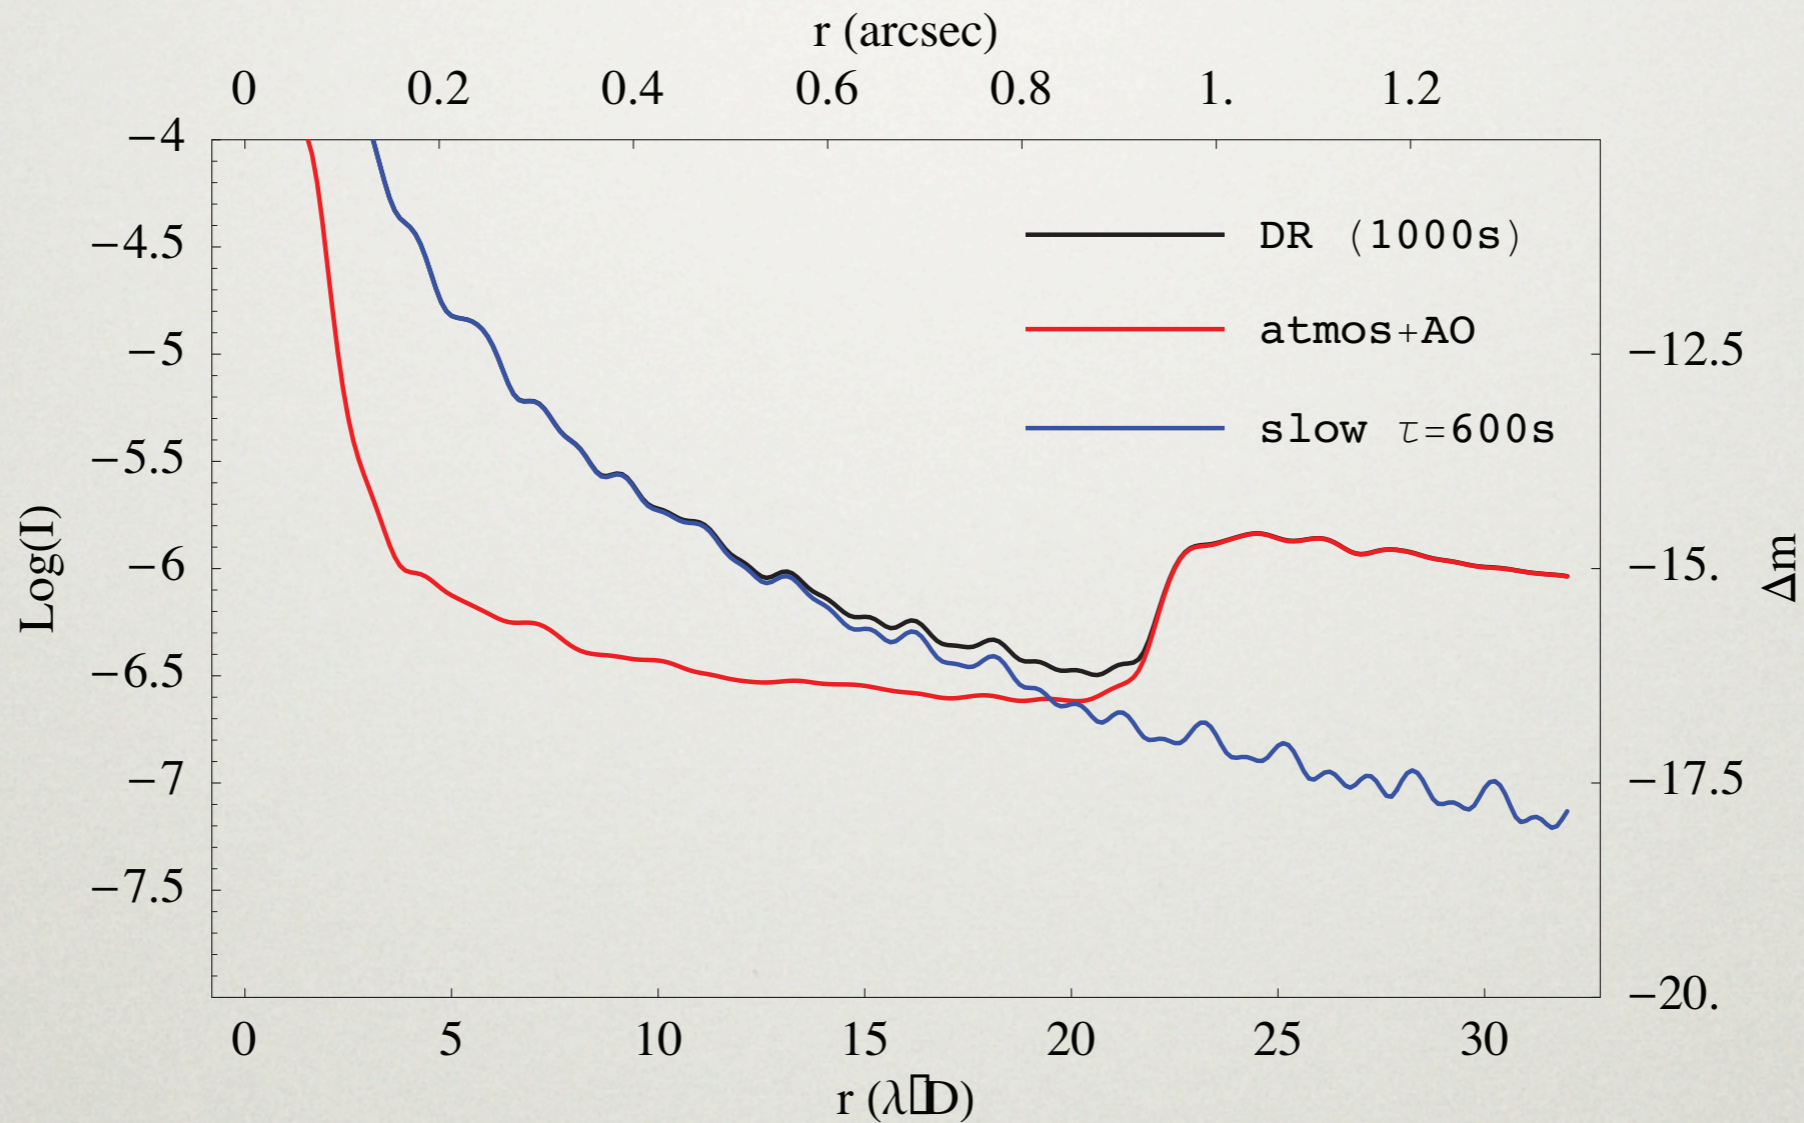 r (arcsec)
0 0.2 0.4 0.6 0.8 1. 1.2
−4
−4.5
−5
−5.5
−6
−6.5
−7
−7.5
Log(I)
DR (1000s)
atmos+AO
slow τ=600s
−12.5
−15.
−17.5
−20.
Δm
0 5 10 15 20 25 30
r (λ▯D)